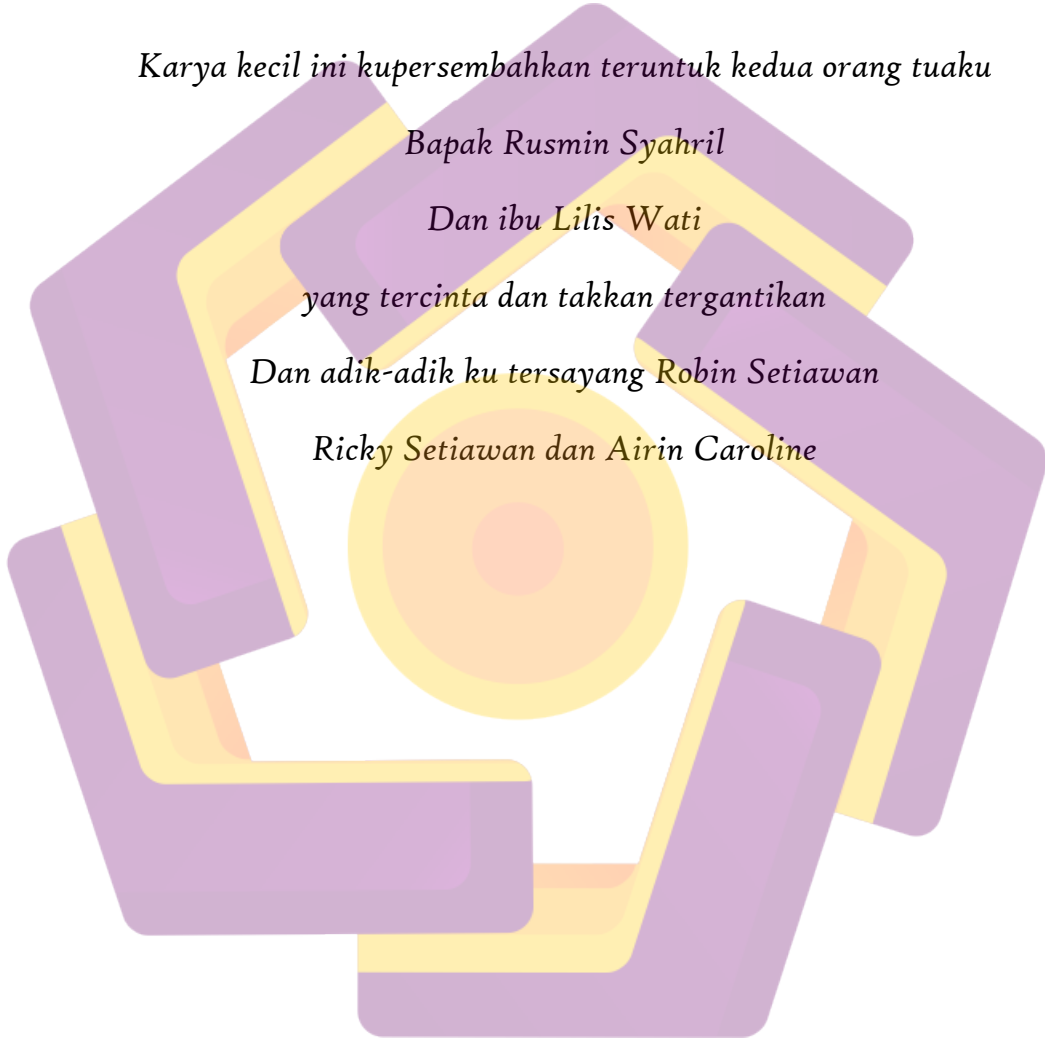 Karya kecil ini kupersembahkan teruntuk kedua orang tuaku
Bapak Rusmin Syahril
Dan ibu Lilis Wati
yang tercinta dan takkan tergantikan
Dan adik-adik ku tersayang Robin Setiawan
Ricky Setiawan dan Airin Caroline